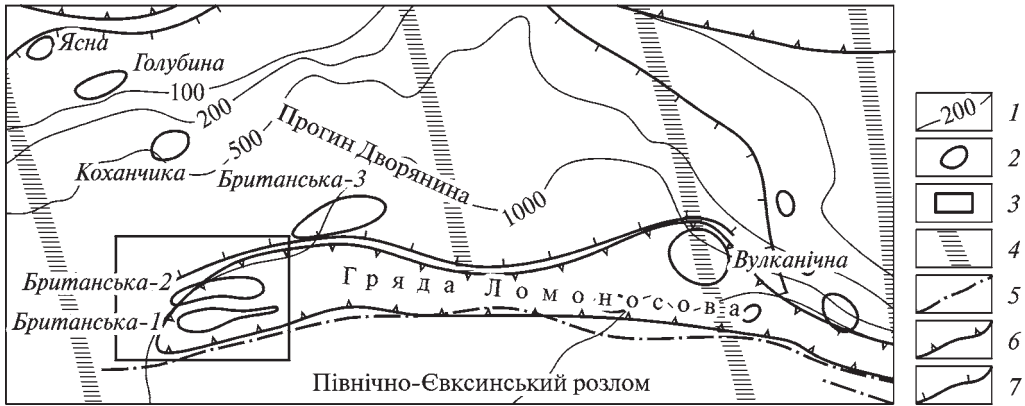 Ясна
Голубина
100
200
500
Коханчика
Прогин Дворянина
Британська-3
1000
Британська-2
Британська-1
Гряда Ломоносова
Вулканічна
Північно-Євксинський розлом
200 1
2
3
4
5
6
7